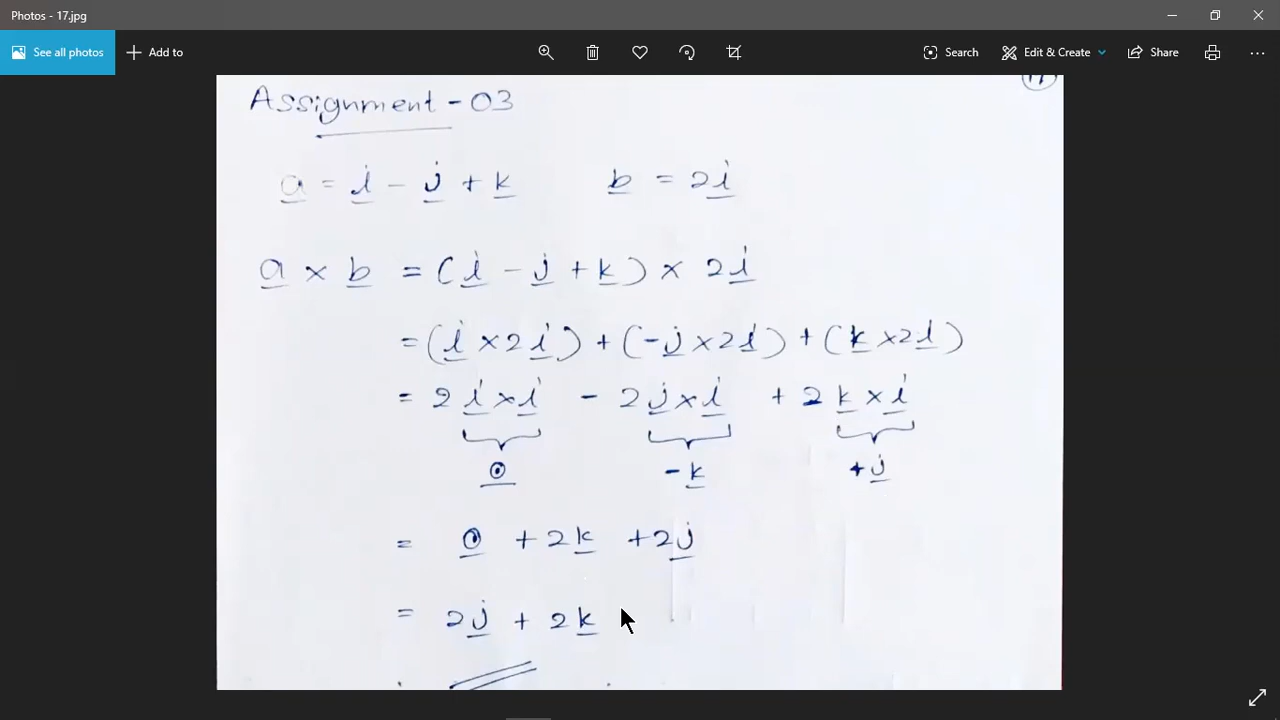 Photos - 17.jpg
See all photos Add to Search Edit & Create Share
17
Assignment - 03
a = i - j + k b = 2i
a × b = (i - j + k) × 2i
= (i × 2i) + (-j × 2i) + (k × 2i)
= 2 i × i - 2 j × i + 2 k × i
0 -k +j
= 0 + 2k + 2j
= 2j + 2k